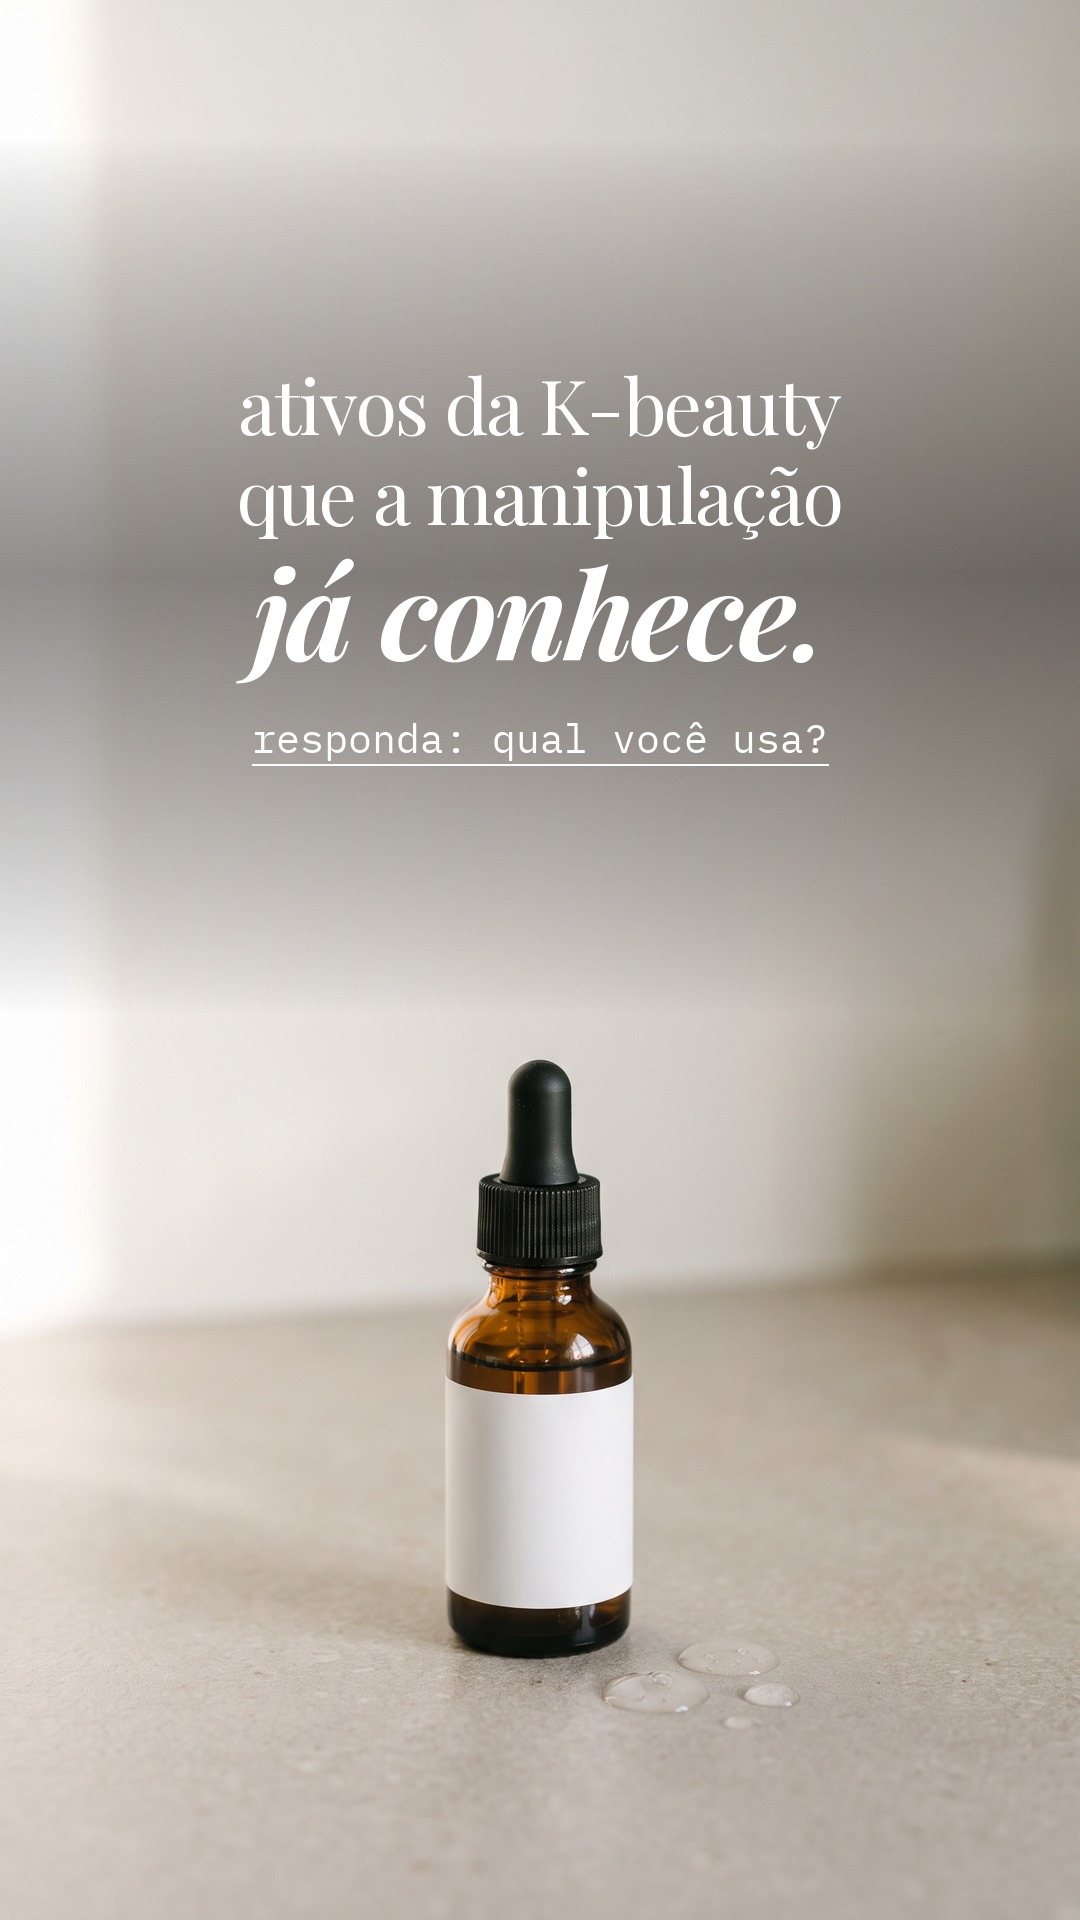 ativos da K-beauty
que a manipulação
já conhece.
responda: qual você usa?